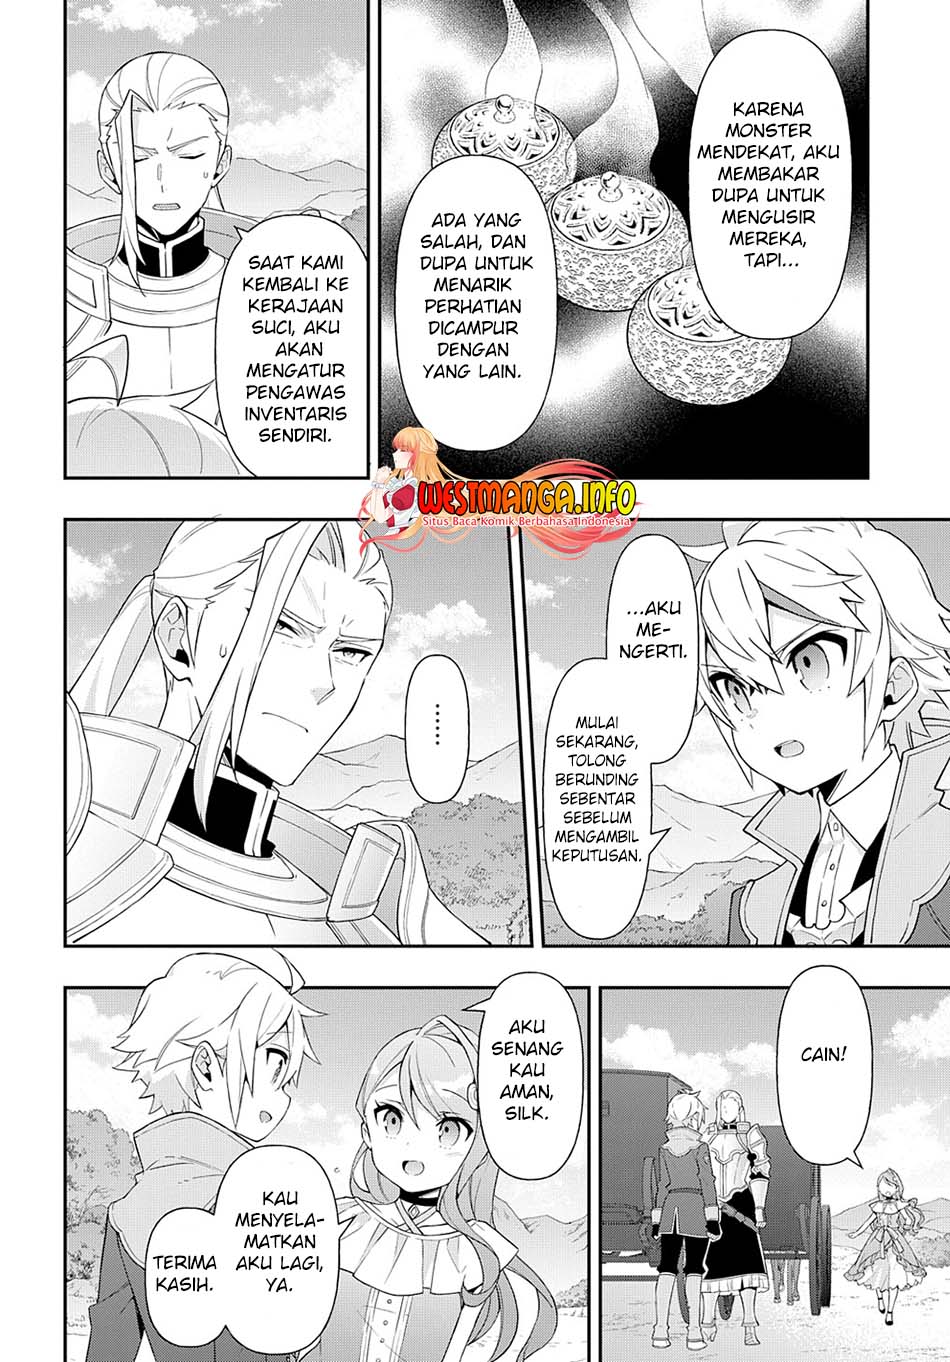 KARENA
MONSTER
MENDEKAT, AKU
MEMBAKAR
DUPA UNTUK
MENGUSIR
MEREKA,
TAPI...
ADA YANG
SALAH, DAN
DUPA UNTUK
MENARIK
PERHATIAN
DICAMPUR
DENGAN
YANG LAIN.
SAAT KAMI
KEMBALI KE
KERAJAAN
SUCI, AKU
AKAN
MENGATUR
PENGAWAS
INVENTARIS
SENDIRI.
WESTMANGA.INFO
Situs Baca Komik Berbahasa Indonesia
...AKU
ME-
NGERTI.
MULAI
SEKARANG,
TOLONG
BERUNDING
SEBENTAR
SEBELUM
MENGAMBIL
KEPUTUSAN.
.......
CAIN!
AKU
SENANG
KAU
AMAN,
SILK.
KAU
MENYELA-
MATKAN
AKU LAGI,
YA.
TERIMA
KASIH.